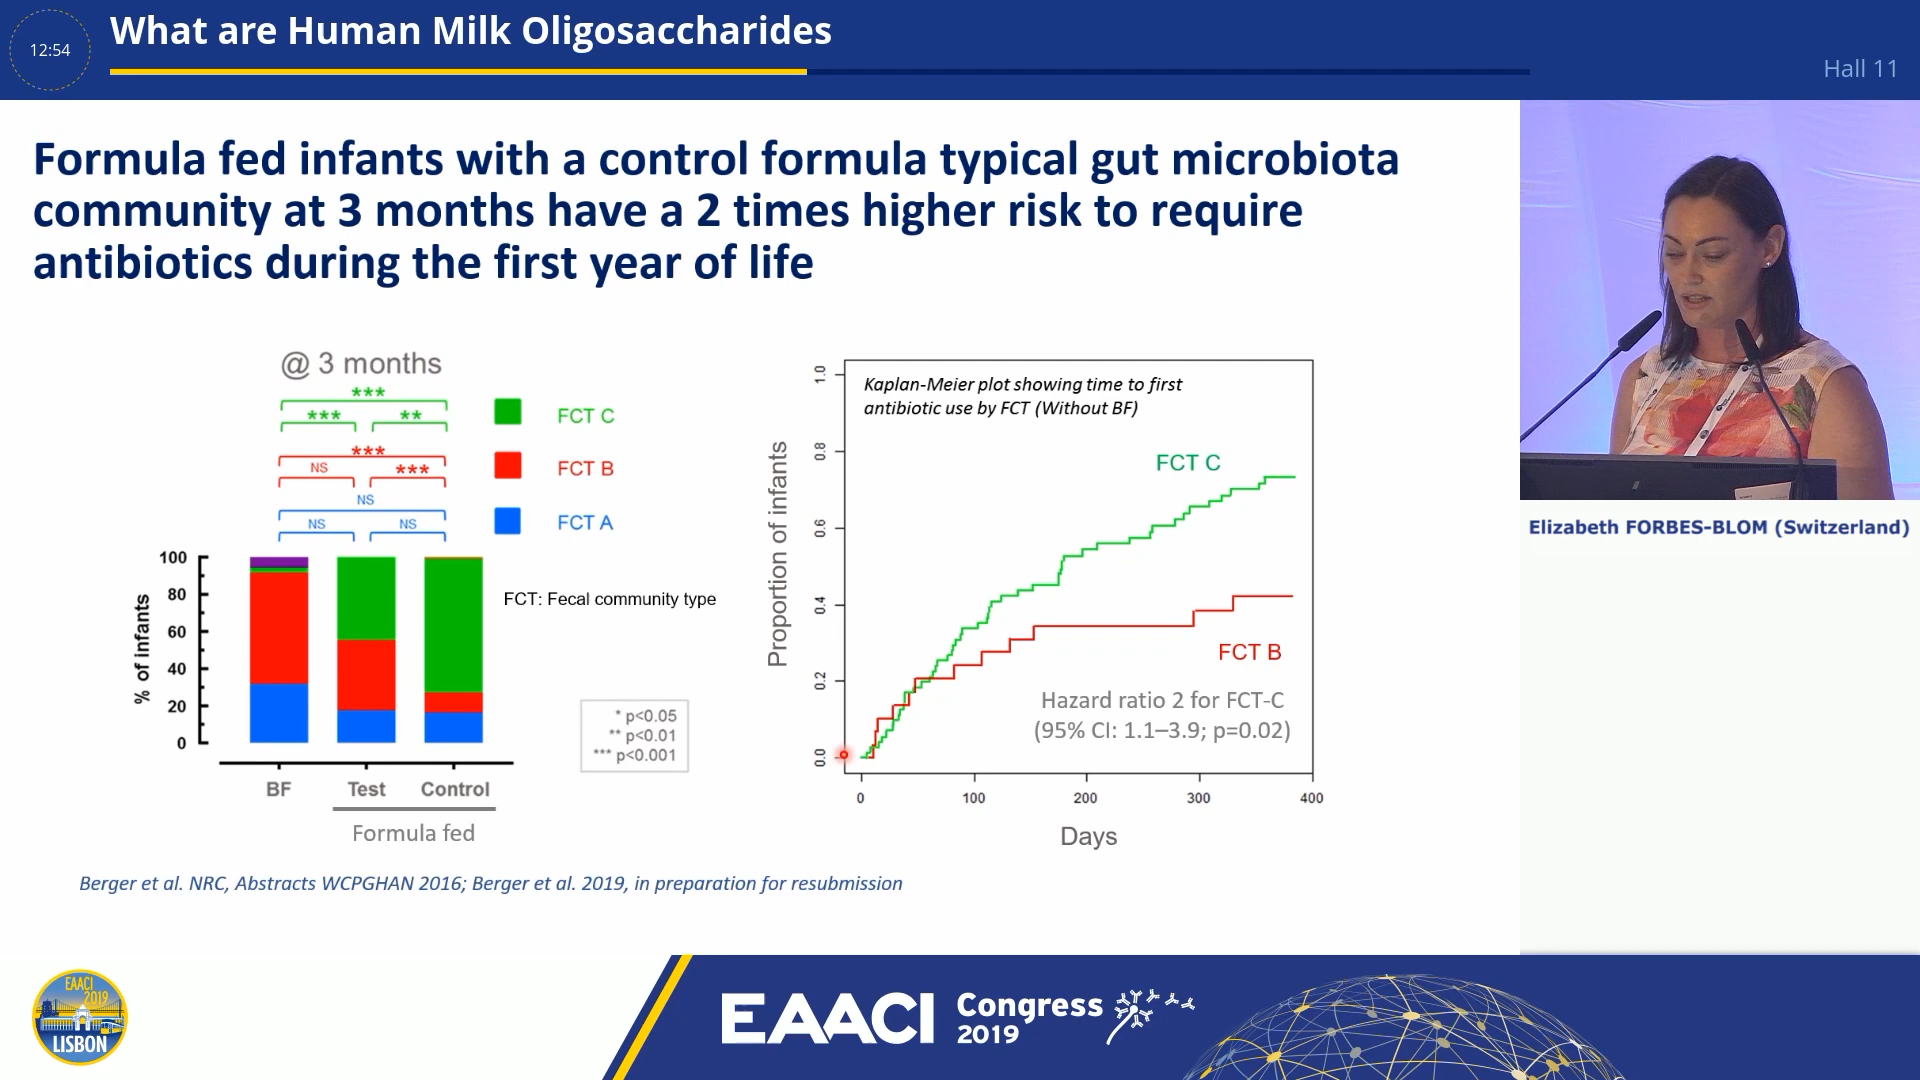 12:54
What are Human Milk Oligosaccharides
Hall 11
Formula fed infants with a control formula typical gut microbiota
community at 3 months have a 2 times higher risk to require
antibiotics during the first year of life
@ 3 months
***
*** **
***
NS ***
NS
NS NS
FCT C
FCT B
FCT A
100
80
60
40
20
0
% of infants
BF Test Control
Formula fed
FCT: Fecal community type
* p<0.05
** p<0.01
*** p<0.001
Kaplan-Meier plot showing time to first
antibiotic use by FCT (Without BF)
Proportion of infants
1.0
0.8
0.6
0.4
0.2
0.0
FCT C
FCT B
Hazard ratio 2 for FCT-C
(95% CI: 1.1–3.9; p=0.02)
0 100 200 300 400
Days
Berger et al. NRC, Abstracts WCPGHAN 2016; Berger et al. 2019, in preparation for resubmission
Elizabeth FORBES-BLOM (Switzerland)
EAACI
2019
LISBON
EAACI Congress
2019